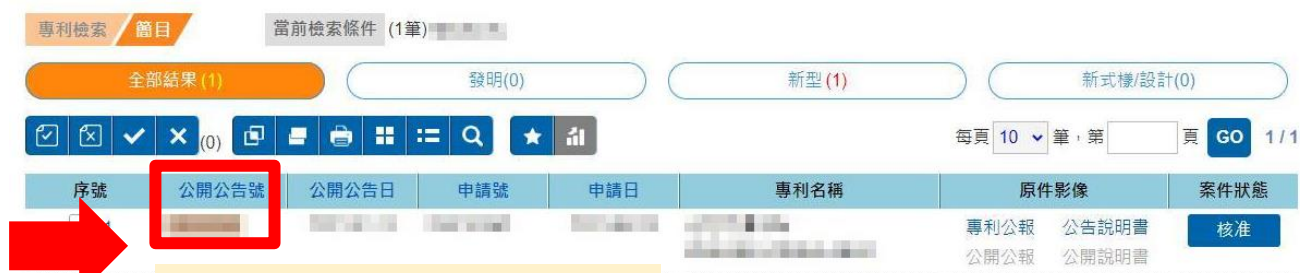 專利檢索 簡目 當前檢索條件 (1筆)
全部結果(1) 發明(0) 新型(1) 新式樣/設計(0)
(0) 每頁 10 筆，第 頁 GO 1/1
序號 公開公告號 公開公告日 申請號 申請日 專利名稱 原件影像 案件狀態
專利公報 公告說明書 核准
公開公報 公開說明書